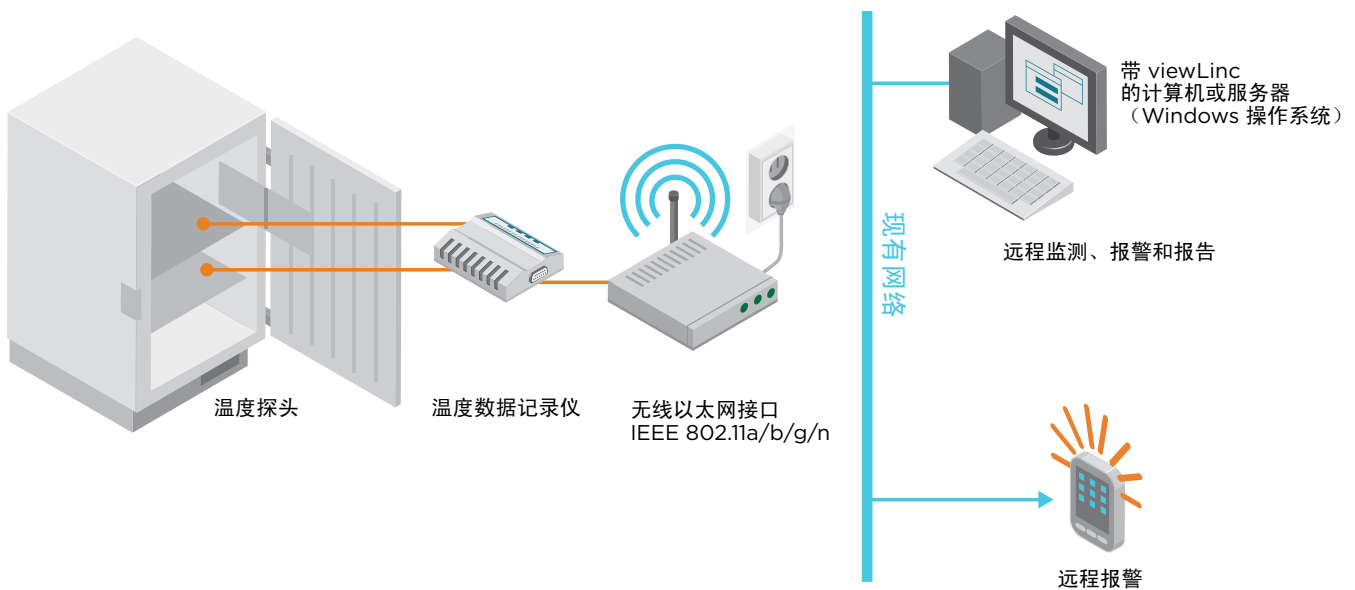 温度探头
温度数据记录仪
无线以太网接口
IEEE 802.11a/b/g/n
现有网络
带 viewLinc
的计算机或服务器
（Windows 操作系统）
远程监测、报警和报告
远程报警